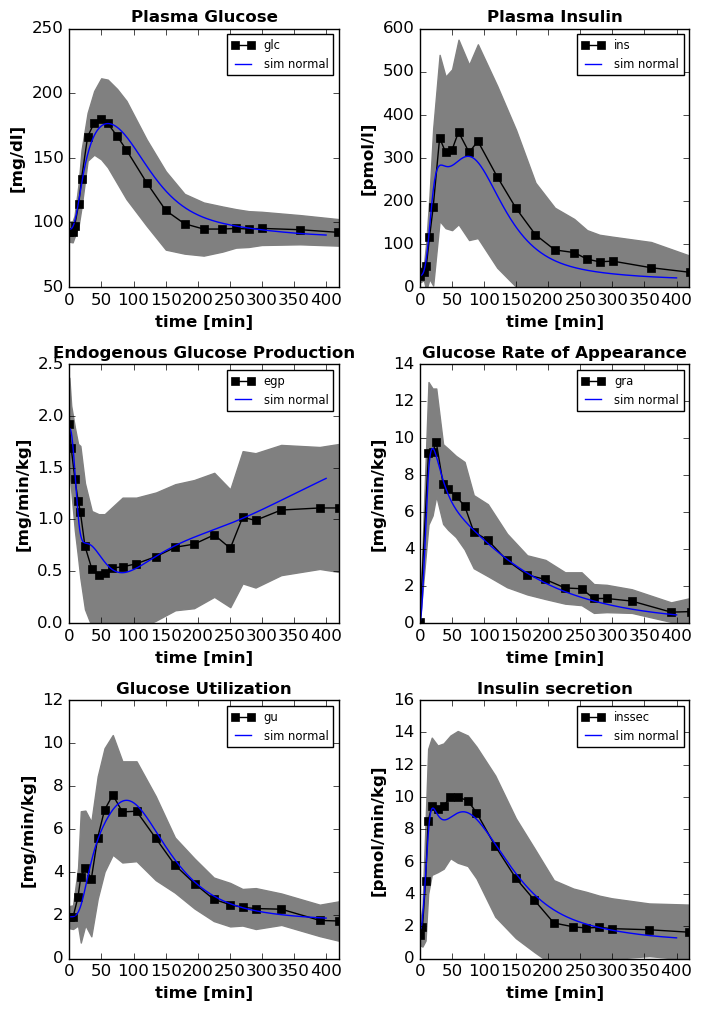 Plasma Glucose
250
200
150
100
50
[mg/dl]
glc
sim normal
0 50 100 150 200 250 300 350 400
time [min]
Plasma Insulin
600
500
400
300
200
100
0
[pmol/l]
ins
sim normal
0 50 100 150 200 250 300 350 400
time [min]
Endogenous Glucose Production
2.5
2.0
1.5
1.0
0.5
0.0
[mg/min/kg]
egp
sim normal
0 50 100 150 200 250 300 350 400
time [min]
Glucose Rate of Appearance
14
12
10
8
6
4
2
0
[mg/min/kg]
gra
sim normal
0 50 100 150 200 250 300 350 400
time [min]
Glucose Utilization
12
10
8
6
4
2
0
[mg/min/kg]
gu
sim normal
0 50 100 150 200 250 300 350 400
time [min]
Insulin secretion
16
14
12
10
8
6
4
2
0
[pmol/min/kg]
inssec
sim normal
0 50 100 150 200 250 300 350 400
time [min]